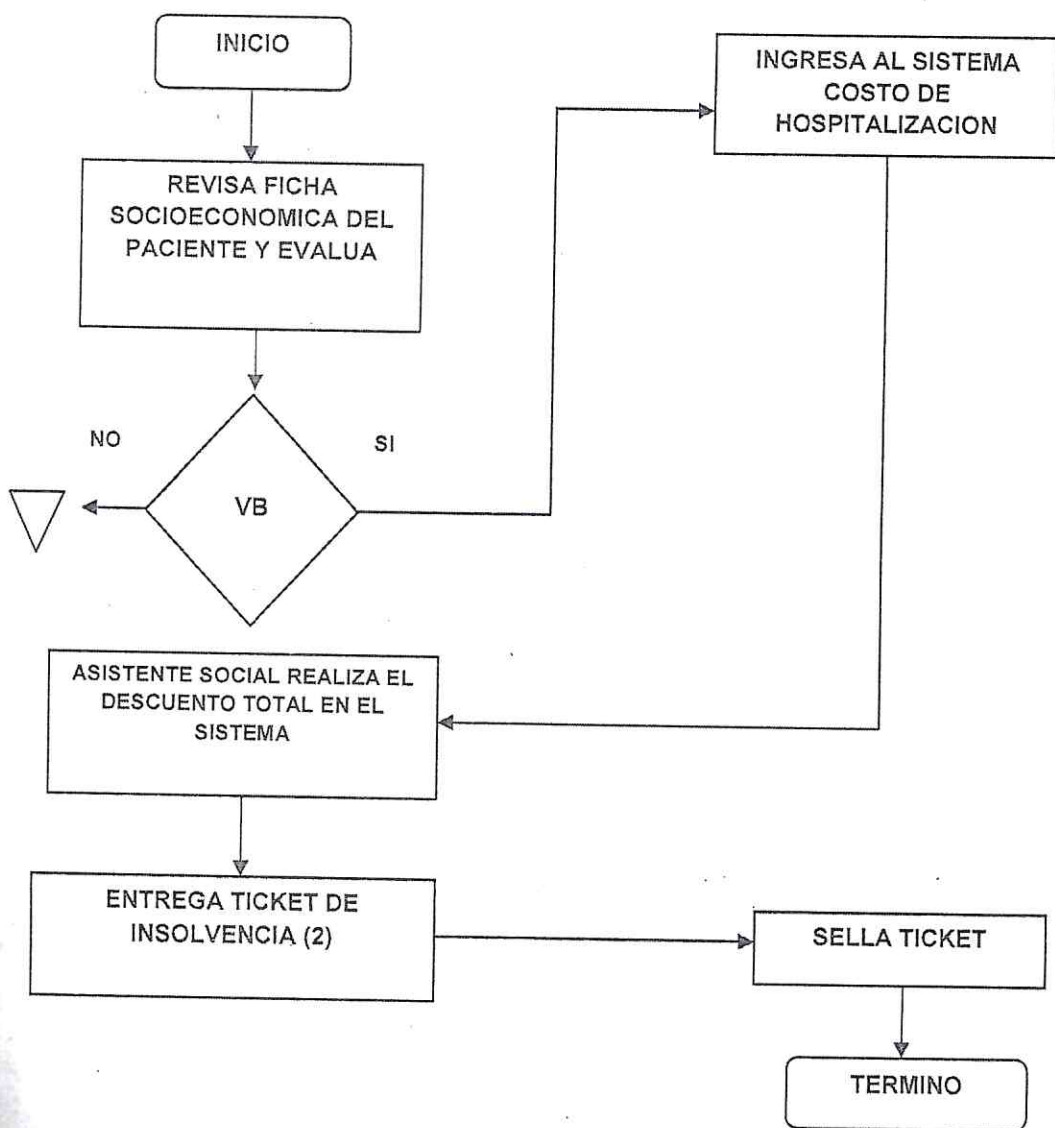 INICIO
REVISA FICHA
SOCIOECONOMICA DEL
PACIENTE Y EVALUA
NO
SI
VB
INGRESA AL SISTEMA
COSTO DE
HOSPITALIZACION
ASISTENTE SOCIAL REALIZA EL
DESCUENTO TOTAL EN EL
SISTEMA
ENTREGA TICKET DE
INSOLVENCIA (2)
SELLA TICKET
TERMINO